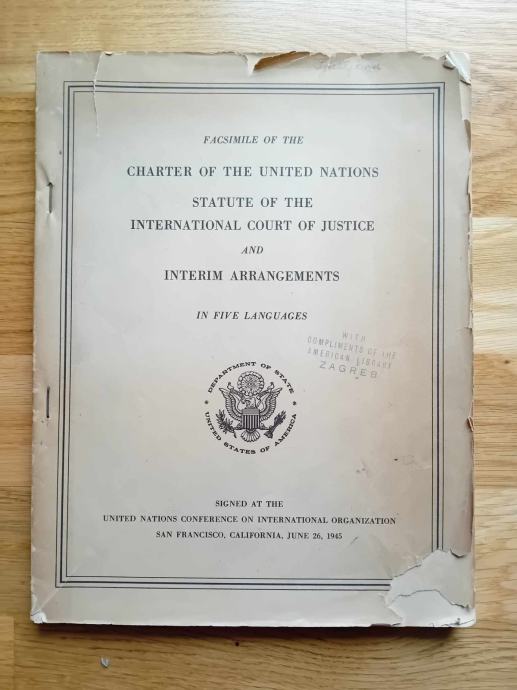 FACSIMILE OF THE
CHARTER OF THE UNITED NATIONS
STATUTE OF THE
INTERNATIONAL COURT OF JUSTICE
AND
INTERIM ARRANGEMENTS
IN FIVE LANGUAGES
WITH
COMPLIMENTS OF THE
AMERICAN LIBRARY
ZAGREB
DEPARTMENT OF STATE
UNITED STATES OF AMERICA
SIGNED AT THE
UNITED NATIONS CONFERENCE ON INTERNATIONAL ORGANIZATION
SAN FRANCISCO, CALIFORNIA, JUNE 26, 1945